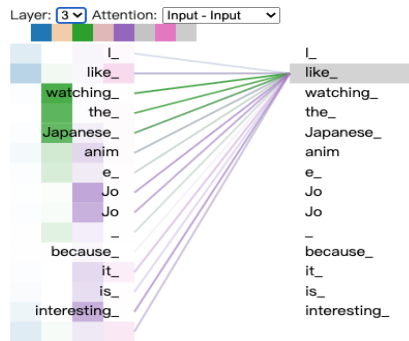 Layer: 3 Attention: Input - Input
I_ I_
like_ like_
watching_ watching_
the_ the_
Japanese_ Japanese_
anim anim
e_ e_
Jo Jo
Jo Jo
_ _
because_ because_
it_ it_
is_ is_
interesting_ interesting_